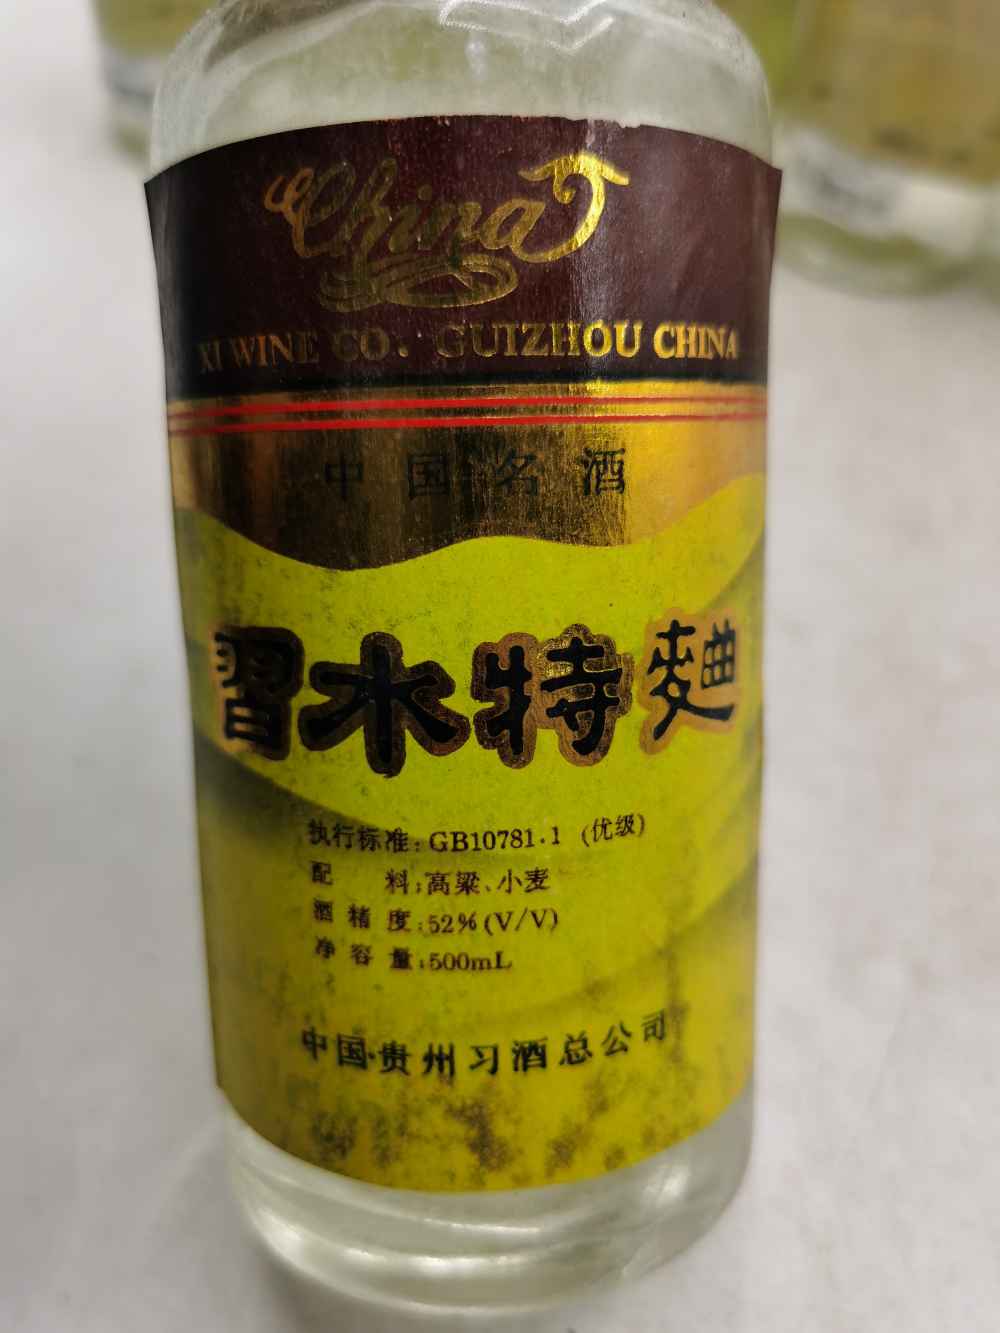 China
XI WINE CO. GUIZHOU CHINA
中国名酒
習水特麯
执行标准:GB10781.1 (优级)
配 料:高粱、小麦
酒精度:52%(V/V)
净容量:500mL
中国·贵州习酒总公司